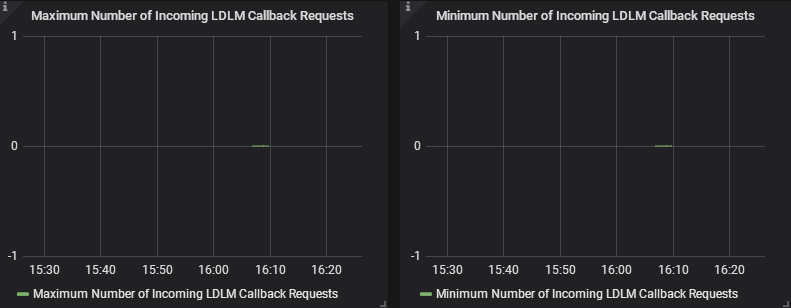 Maximum Number of Incoming LDLM Callback Requests
1
0
-1
15:30 15:40 15:50 16:00 16:10 16:20
Maximum Number of Incoming LDLM Callback Requests
Minimum Number of Incoming LDLM Callback Requests
1
0
-1
15:30 15:40 15:50 16:00 16:10 16:20
Minimum Number of Incoming LDLM Callback Requests